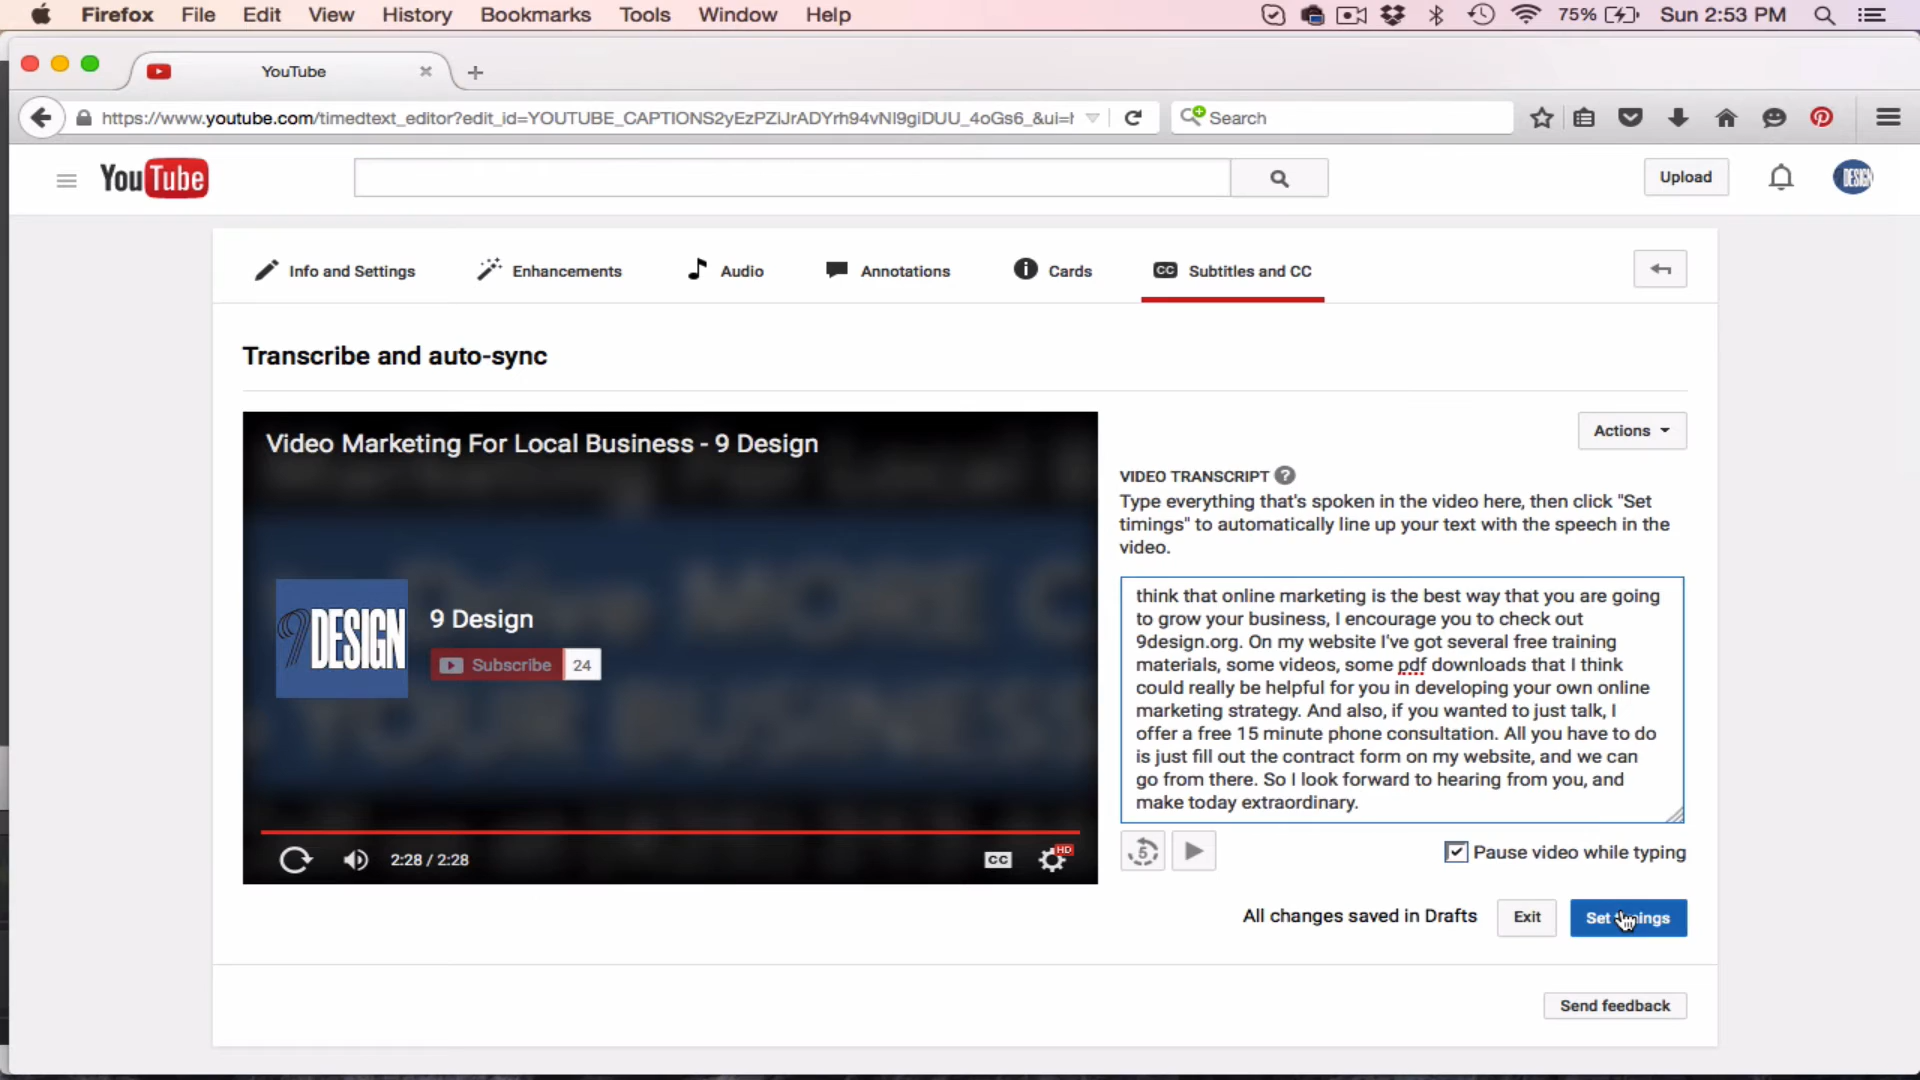 Firefox File Edit View History Bookmarks Tools Window Help 75% Sun 2:53 PM
YouTube
https://www.youtube.com/timedtext_editor?edit_id=YOUTUBE_CAPTIONS2yEzPZiJrADYrh94vNI9giDUU_4oGs6_&ui=h Search
YouTube Upload DESIGN
Info and Settings Enhancements Audio Annotations Cards CC Subtitles and CC
Transcribe and auto-sync
Video Marketing For Local Business - 9 Design
9 DESIGN
9 Design
Subscribe 24
2:28 / 2:28 CC HD
Actions
VIDEO TRANSCRIPT ?
Type everything that's spoken in the video here, then click "Set
timings" to automatically line up your text with the speech in the
video.
think that online marketing is the best way that you are going
to grow your business, I encourage you to check out
9design.org. On my website I've got several free training
materials, some videos, some pdf downloads that I think
could really be helpful for you in developing your own online
marketing strategy. And also, if you wanted to just talk, I
offer a free 15 minute phone consultation. All you have to do
is just fill out the contract form on my website, and we can
go from there. So I look forward to hearing from you, and
make today extraordinary.
5 Pause video while typing
All changes saved in Drafts Exit Set timings
Send feedback